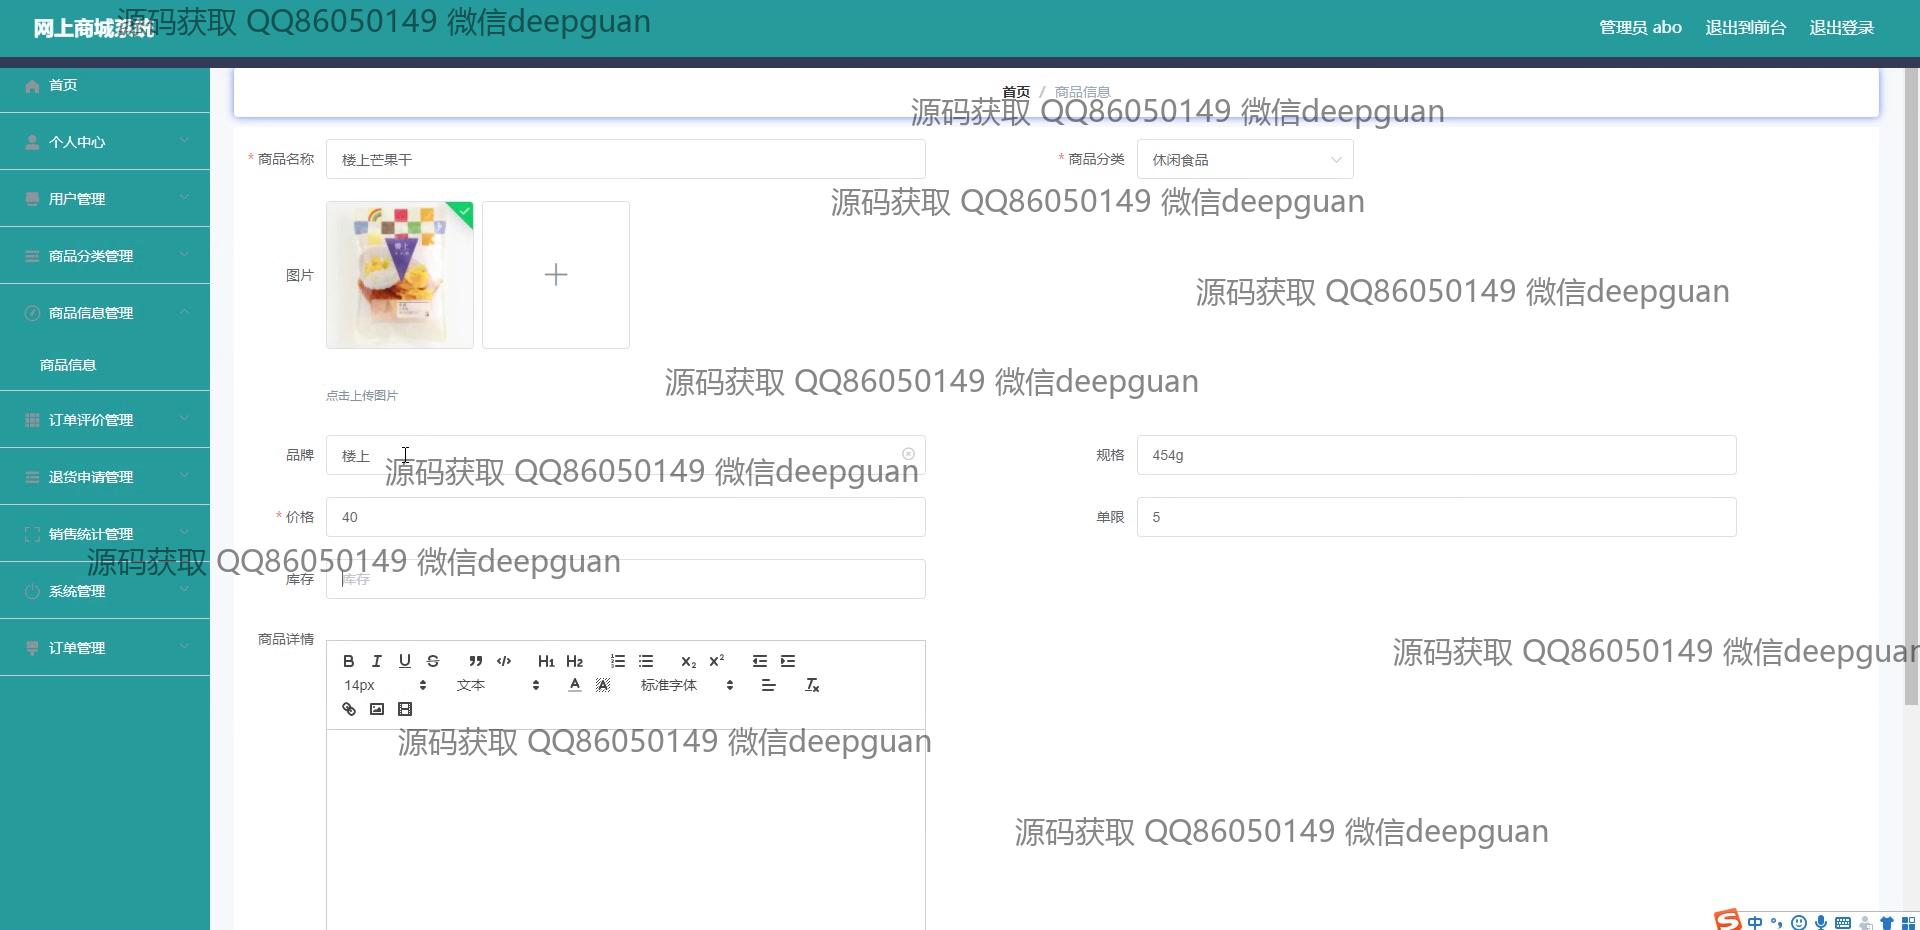 网上商城系统
源码获取 QQ86050149 微信deepguan
管理员 abo 退出到前台 退出登录
首页
个人中心
用户管理
商品分类管理
商品信息管理
商品信息
订单评价管理
退货申请管理
销售统计管理
系统管理
订单管理
首页 / 商品信息
源码获取 QQ86050149 微信deepguan
* 商品名称 楼上芒果干
* 商品分类 休闲食品
源码获取 QQ86050149 微信deepguan
图片
源码获取 QQ86050149 微信deepguan
点击上传图片
源码获取 QQ86050149 微信deepguan
品牌 楼上
规格 454g
源码获取 QQ86050149 微信deepguan
* 价格 40
单限 5
源码获取 QQ86050149 微信deepguan
库存 库存
商品详情
源码获取 QQ86050149 微信deepguan
B I U S H1 H2 X2 X2
14px 文本 A A 标准字体 Tx
源码获取 QQ86050149 微信deepguan
源码获取 QQ86050149 微信deepguan
中